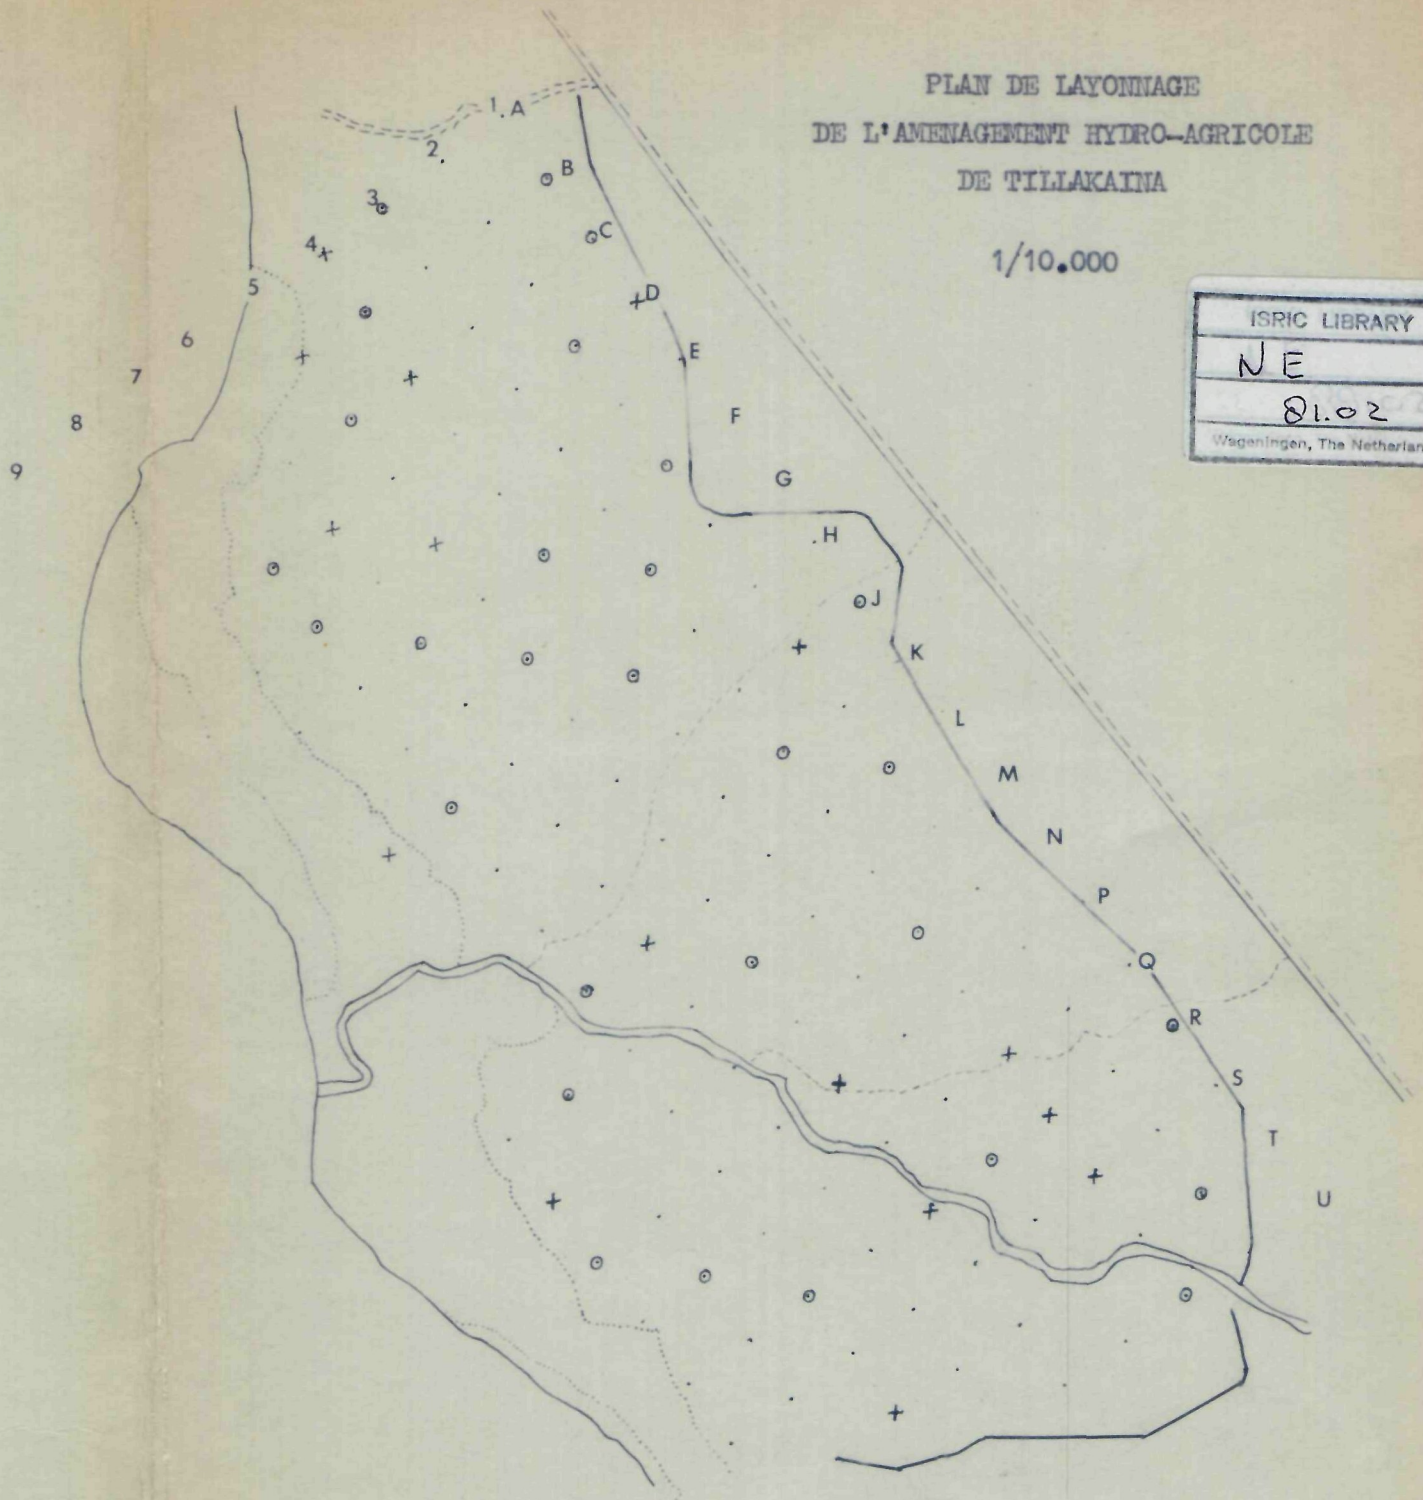 PLAN DE LAYONNAGE
DE L'AMENAGEMENT HYDRO-AGRICOLE
DE TILLAKAINA
1/10.000
ISRIC LIBRARY
NE
81.02
Wageningen, The Netherlan
1 A
2
B
3
C
4
5
D
6
E
7
F
8
9
G
H
J
K
L
M
N
P
Q
R
S
T
U